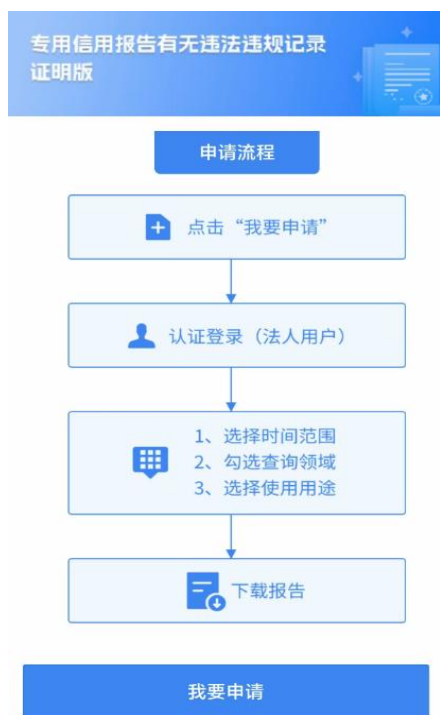 专用信用报告有无违法违规记录
证明版
申请流程
点击“我要申请”
认证登录（法人用户）
1、选择时间范围
2、勾选查询领域
3、选择使用用途
下载报告
我要申请